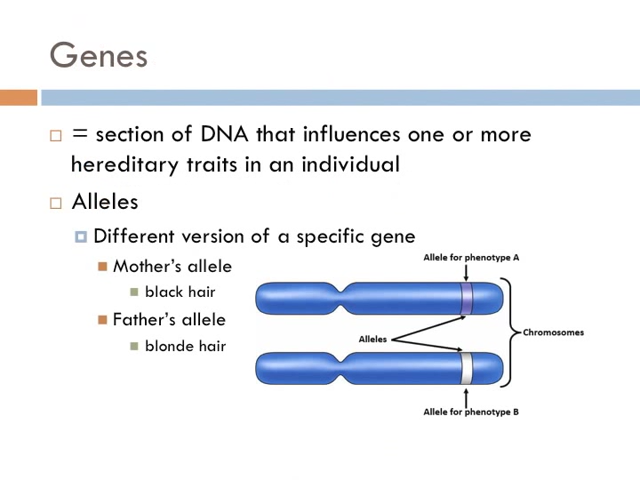 Genes
= section of DNA that influences one or more
hereditary traits in an individual
Alleles
Different version of a specific gene
Mother's allele
black hair
Father's allele
blonde hair
Allele for phenotype A
Alleles
Chromosomes
Allele for phenotype B